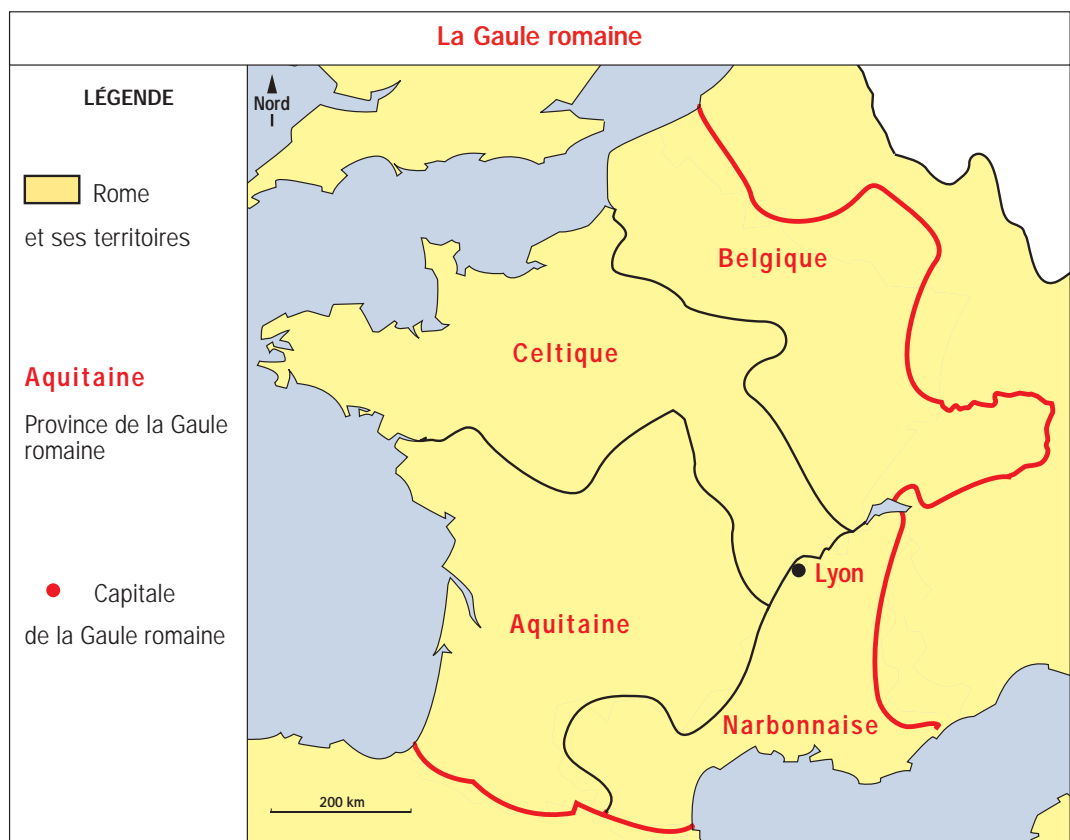 La Gaule romaine
LÉGENDE
Rome
et ses territoires
Aquitaine
Province de la Gaule
romaine
Capitale
de la Gaule romaine
Nord
Belgique
Celtique
Lyon
Aquitaine
Narbonnaise
200 km